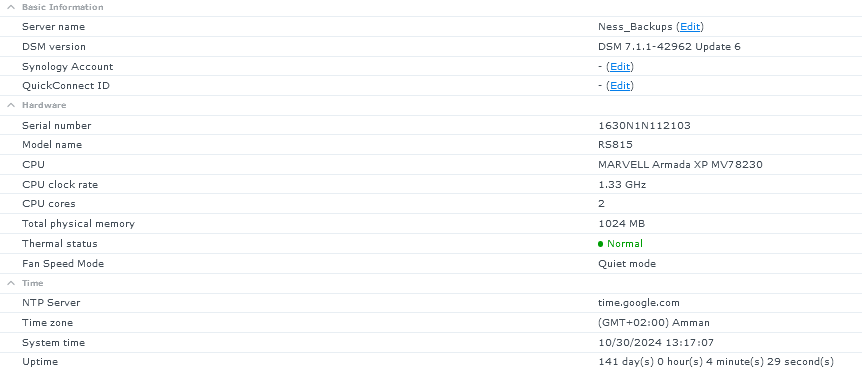 Basic Information
Server name Ness_Backups (Edit)
DSM version DSM 7.1.1-42962 Update 6
Synology Account - (Edit)
QuickConnect ID - (Edit)
Hardware
Serial number 1630N1N112103
Model name RS815
CPU MARVELL Armada XP MV78230
CPU clock rate 1.33 GHz
CPU cores 2
Total physical memory 1024 MB
Thermal status Normal
Fan Speed Mode Quiet mode
Time
NTP Server time.google.com
Time zone (GMT+02:00) Amman
System time 10/30/2024 13:17:07
Uptime 141 day(s) 0 hour(s) 4 minute(s) 29 second(s)